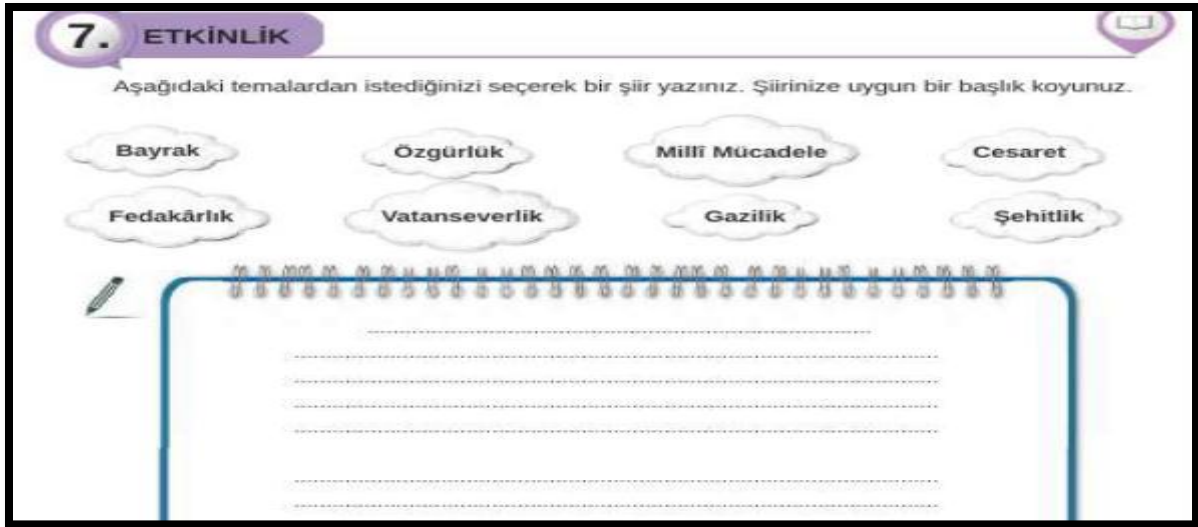 7. ETKİNLİK
Aşağıdaki temalardan istediğinizi seçerek bir şiir yazınız. Şiirinize uygun bir başlık koyunuz.
Bayrak Özgürlük Millî Mücadele Cesaret
Fedakârlık Vatanseverlik Gazilik Şehitlik